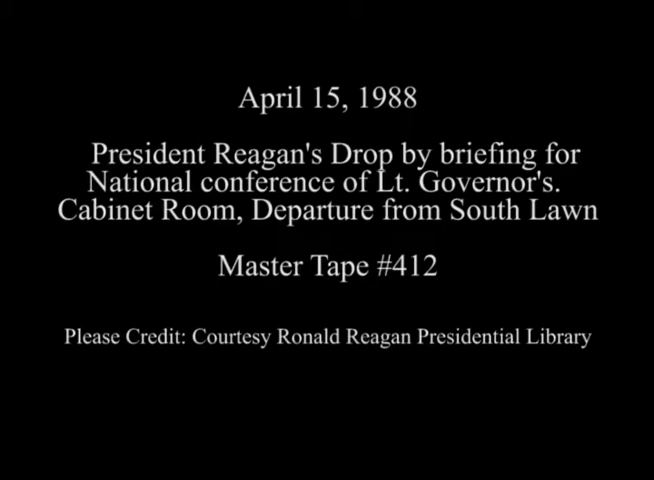 April 15, 1988
President Reagan's Drop by briefing for
National conference of Lt. Governor's.
Cabinet Room, Departure from South Lawn
Master Tape #412
Please Credit: Courtesy Ronald Reagan Presidential Library